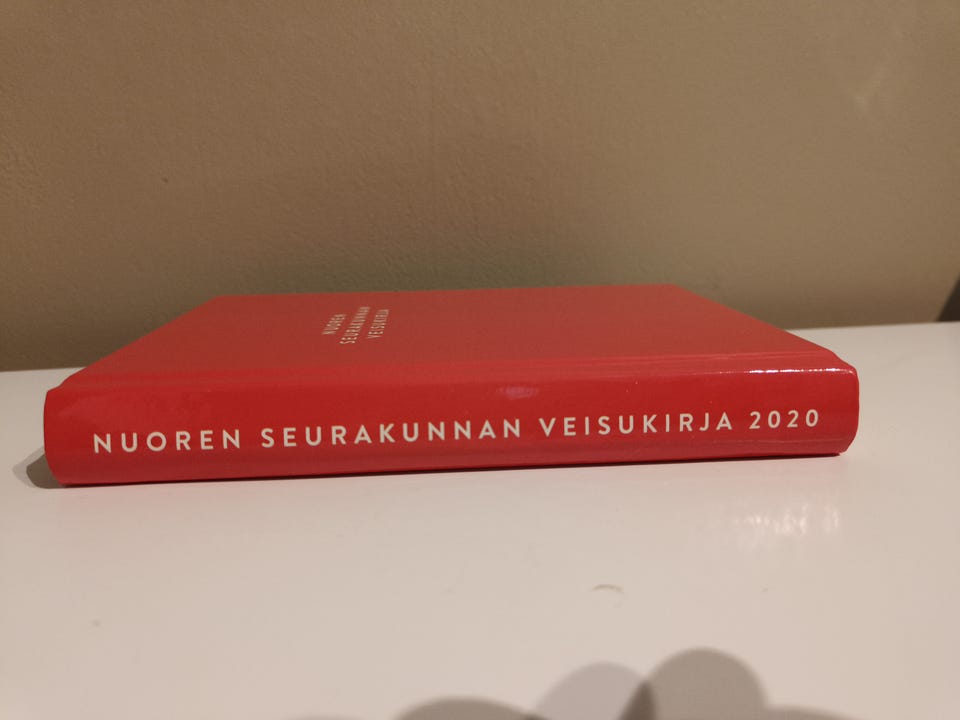 NUOREN
SEURAKUNNAN
VEISUKIRJA
NUOREN SEURAKUNNAN VEISUKIRJA 2020